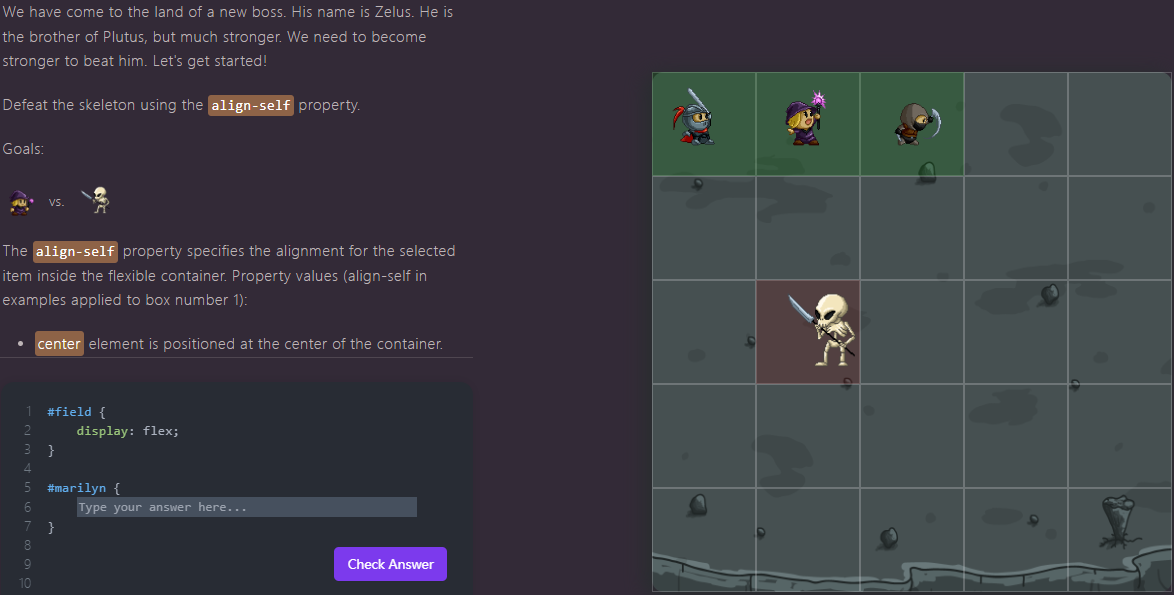 We have come to the land of a new boss. His name is Zelus. He is
the brother of Plutus, but much stronger. We need to become
stronger to beat him. Let's get started!
Defeat the skeleton using the align-self property.
Goals:
vs.
The align-self property specifies the alignment for the selected
item inside the flexible container. Property values (align-self in
examples applied to box number 1):
• center element is positioned at the center of the container.
1 #field {
2 display: flex;
3 }
4
5 #marilyn {
6 Type your answer here...
7 }
8
9
10
Check Answer